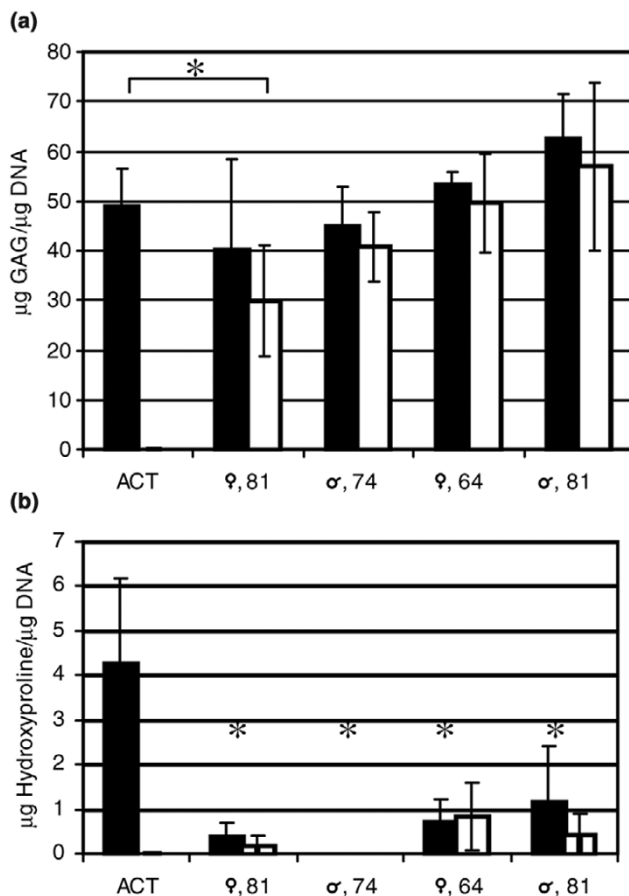 (a)
µg GAG/µg DNA
80
70
60
50
40
30
20
10
0
*
ACT ♀, 81 ♂, 74 ♀, 64 ♂, 81
(b)
µg Hydroxyproline/µg DNA
7
6
5
4
3
2
1
0
* * * *
ACT ♀, 81 ♂, 74 ♀, 64 ♂, 81